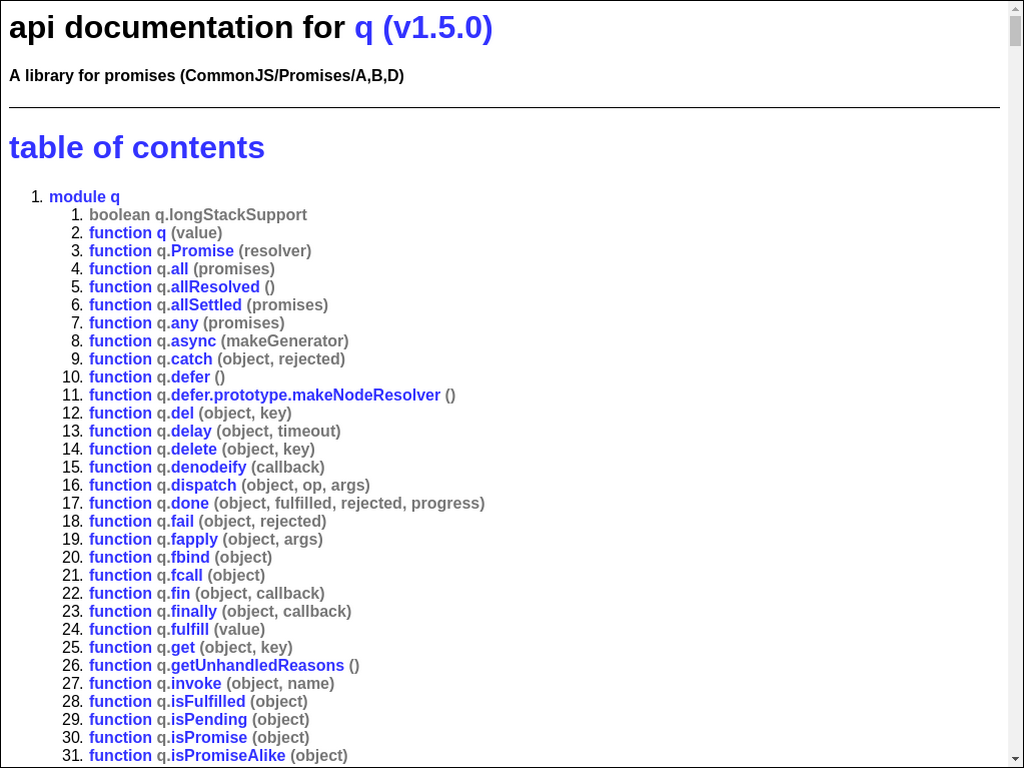 api documentation for q (v1.5.0)
A library for promises (CommonJS/Promises/A,B,D)
table of contents
1. module q
1. boolean q.longStackSupport
2. function q (value)
3. function q.Promise (resolver)
4. function q.all (promises)
5. function q.allResolved ()
6. function q.allSettled (promises)
7. function q.any (promises)
8. function q.async (makeGenerator)
9. function q.catch (object, rejected)
10. function q.defer ()
11. function q.defer.prototype.makeNodeResolver ()
12. function q.del (object, key)
13. function q.delay (object, timeout)
14. function q.delete (object, key)
15. function q.denodeify (callback)
16. function q.dispatch (object, op, args)
17. function q.done (object, fulfilled, rejected, progress)
18. function q.fail (object, rejected)
19. function q.fapply (object, args)
20. function q.fbind (object)
21. function q.fcall (object)
22. function q.fin (object, callback)
23. function q.finally (object, callback)
24. function q.fulfill (value)
25. function q.get (object, key)
26. function q.getUnhandledReasons ()
27. function q.invoke (object, name)
28. function q.isFulfilled (object)
29. function q.isPending (object)
30. function q.isPromise (object)
31. function q.isPromiseAlike (object)